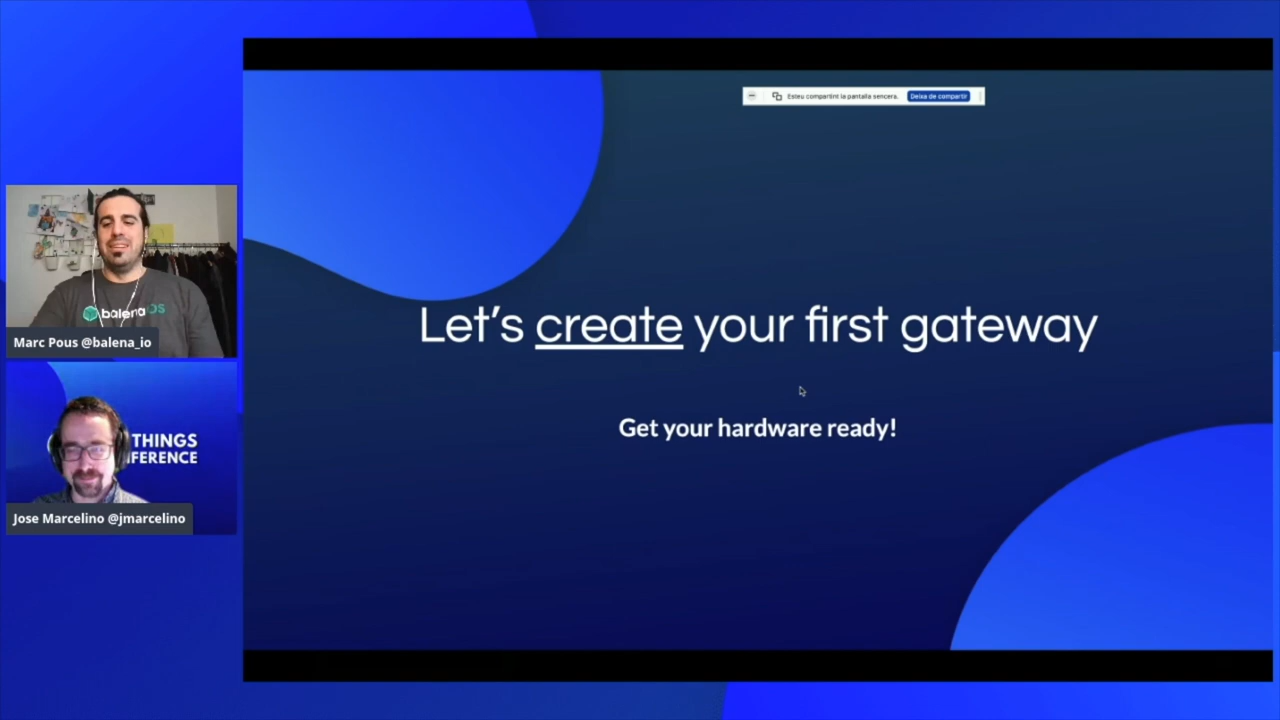 Esteu compartint la pantalla sencera.
Deixa de compartir
balenaOS
Marc Pous @balena_io
THINGS
FERENCE
Jose Marcelino @jmarcelino
Let's create your first gateway
Get your hardware ready!